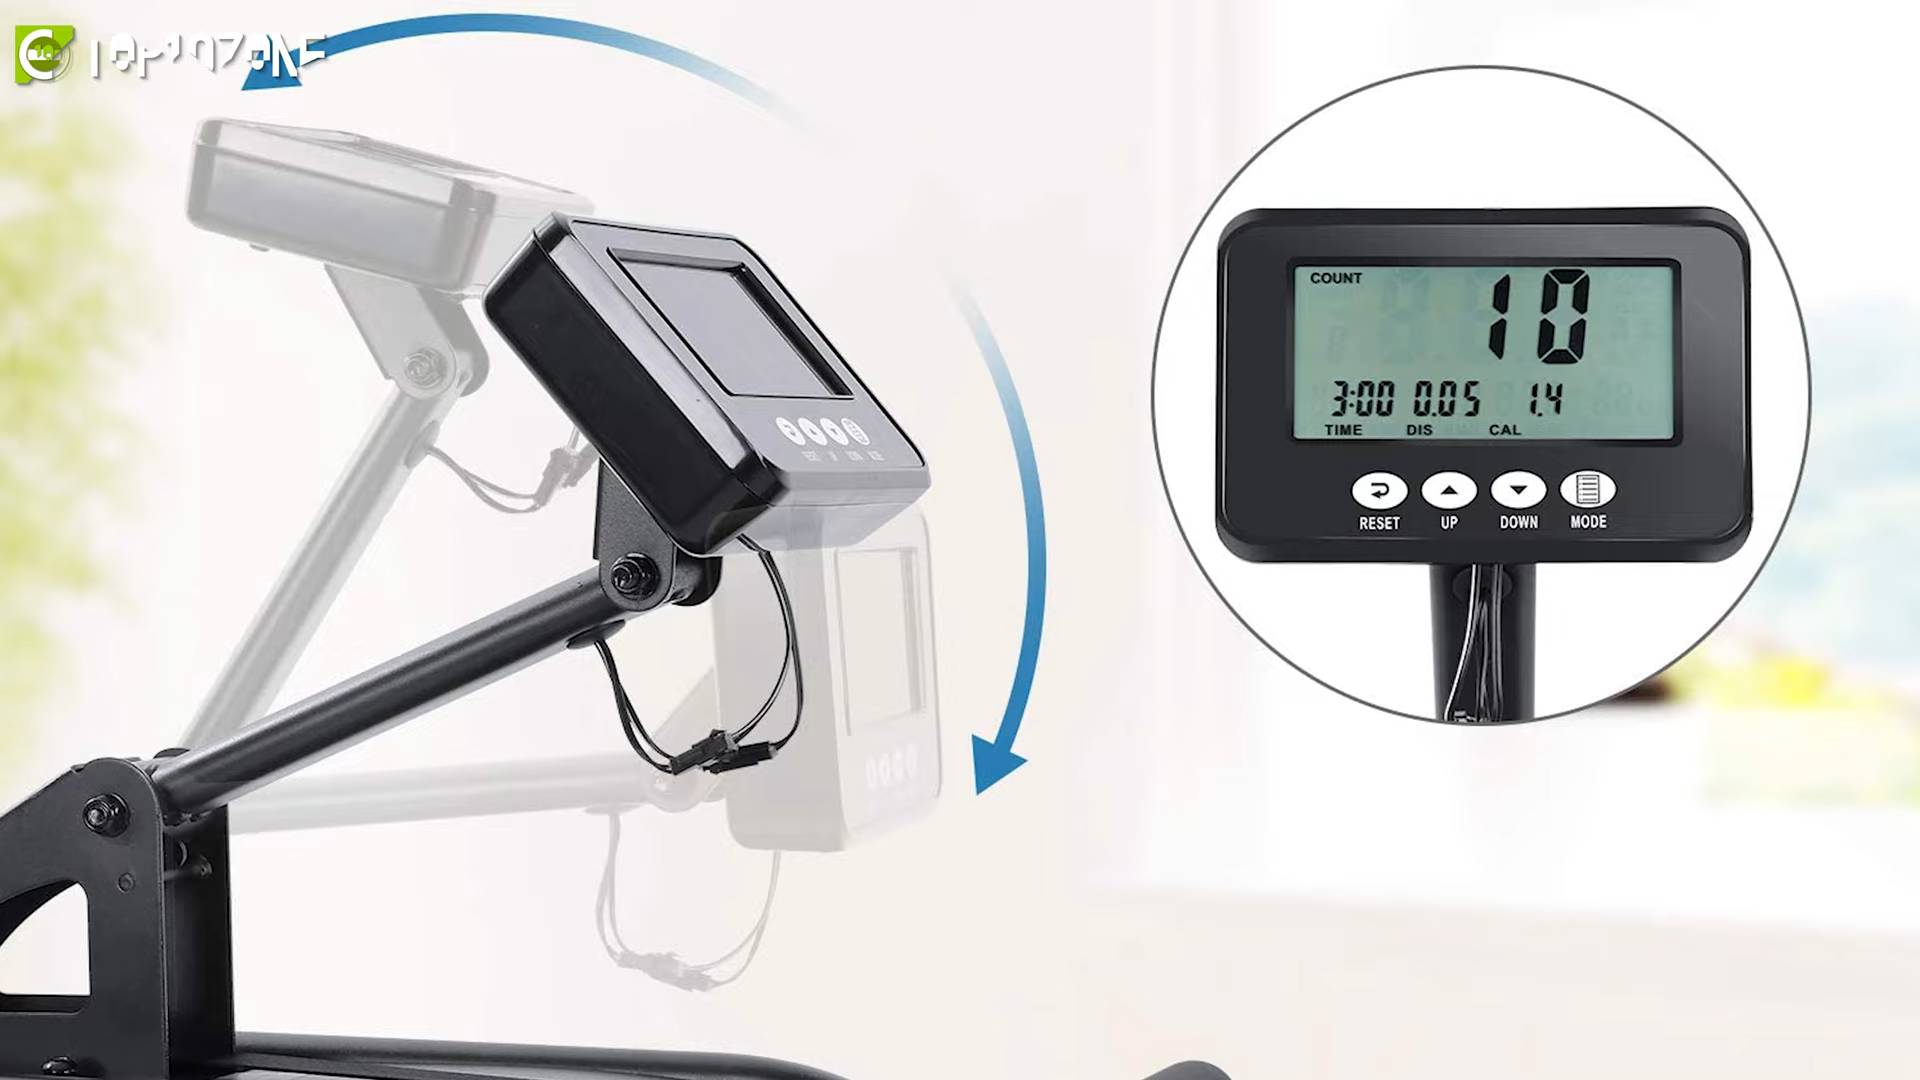 COUNT
10
3:00 0.05 1.4
TIME DIS CAL
RESET UP DOWN MODE